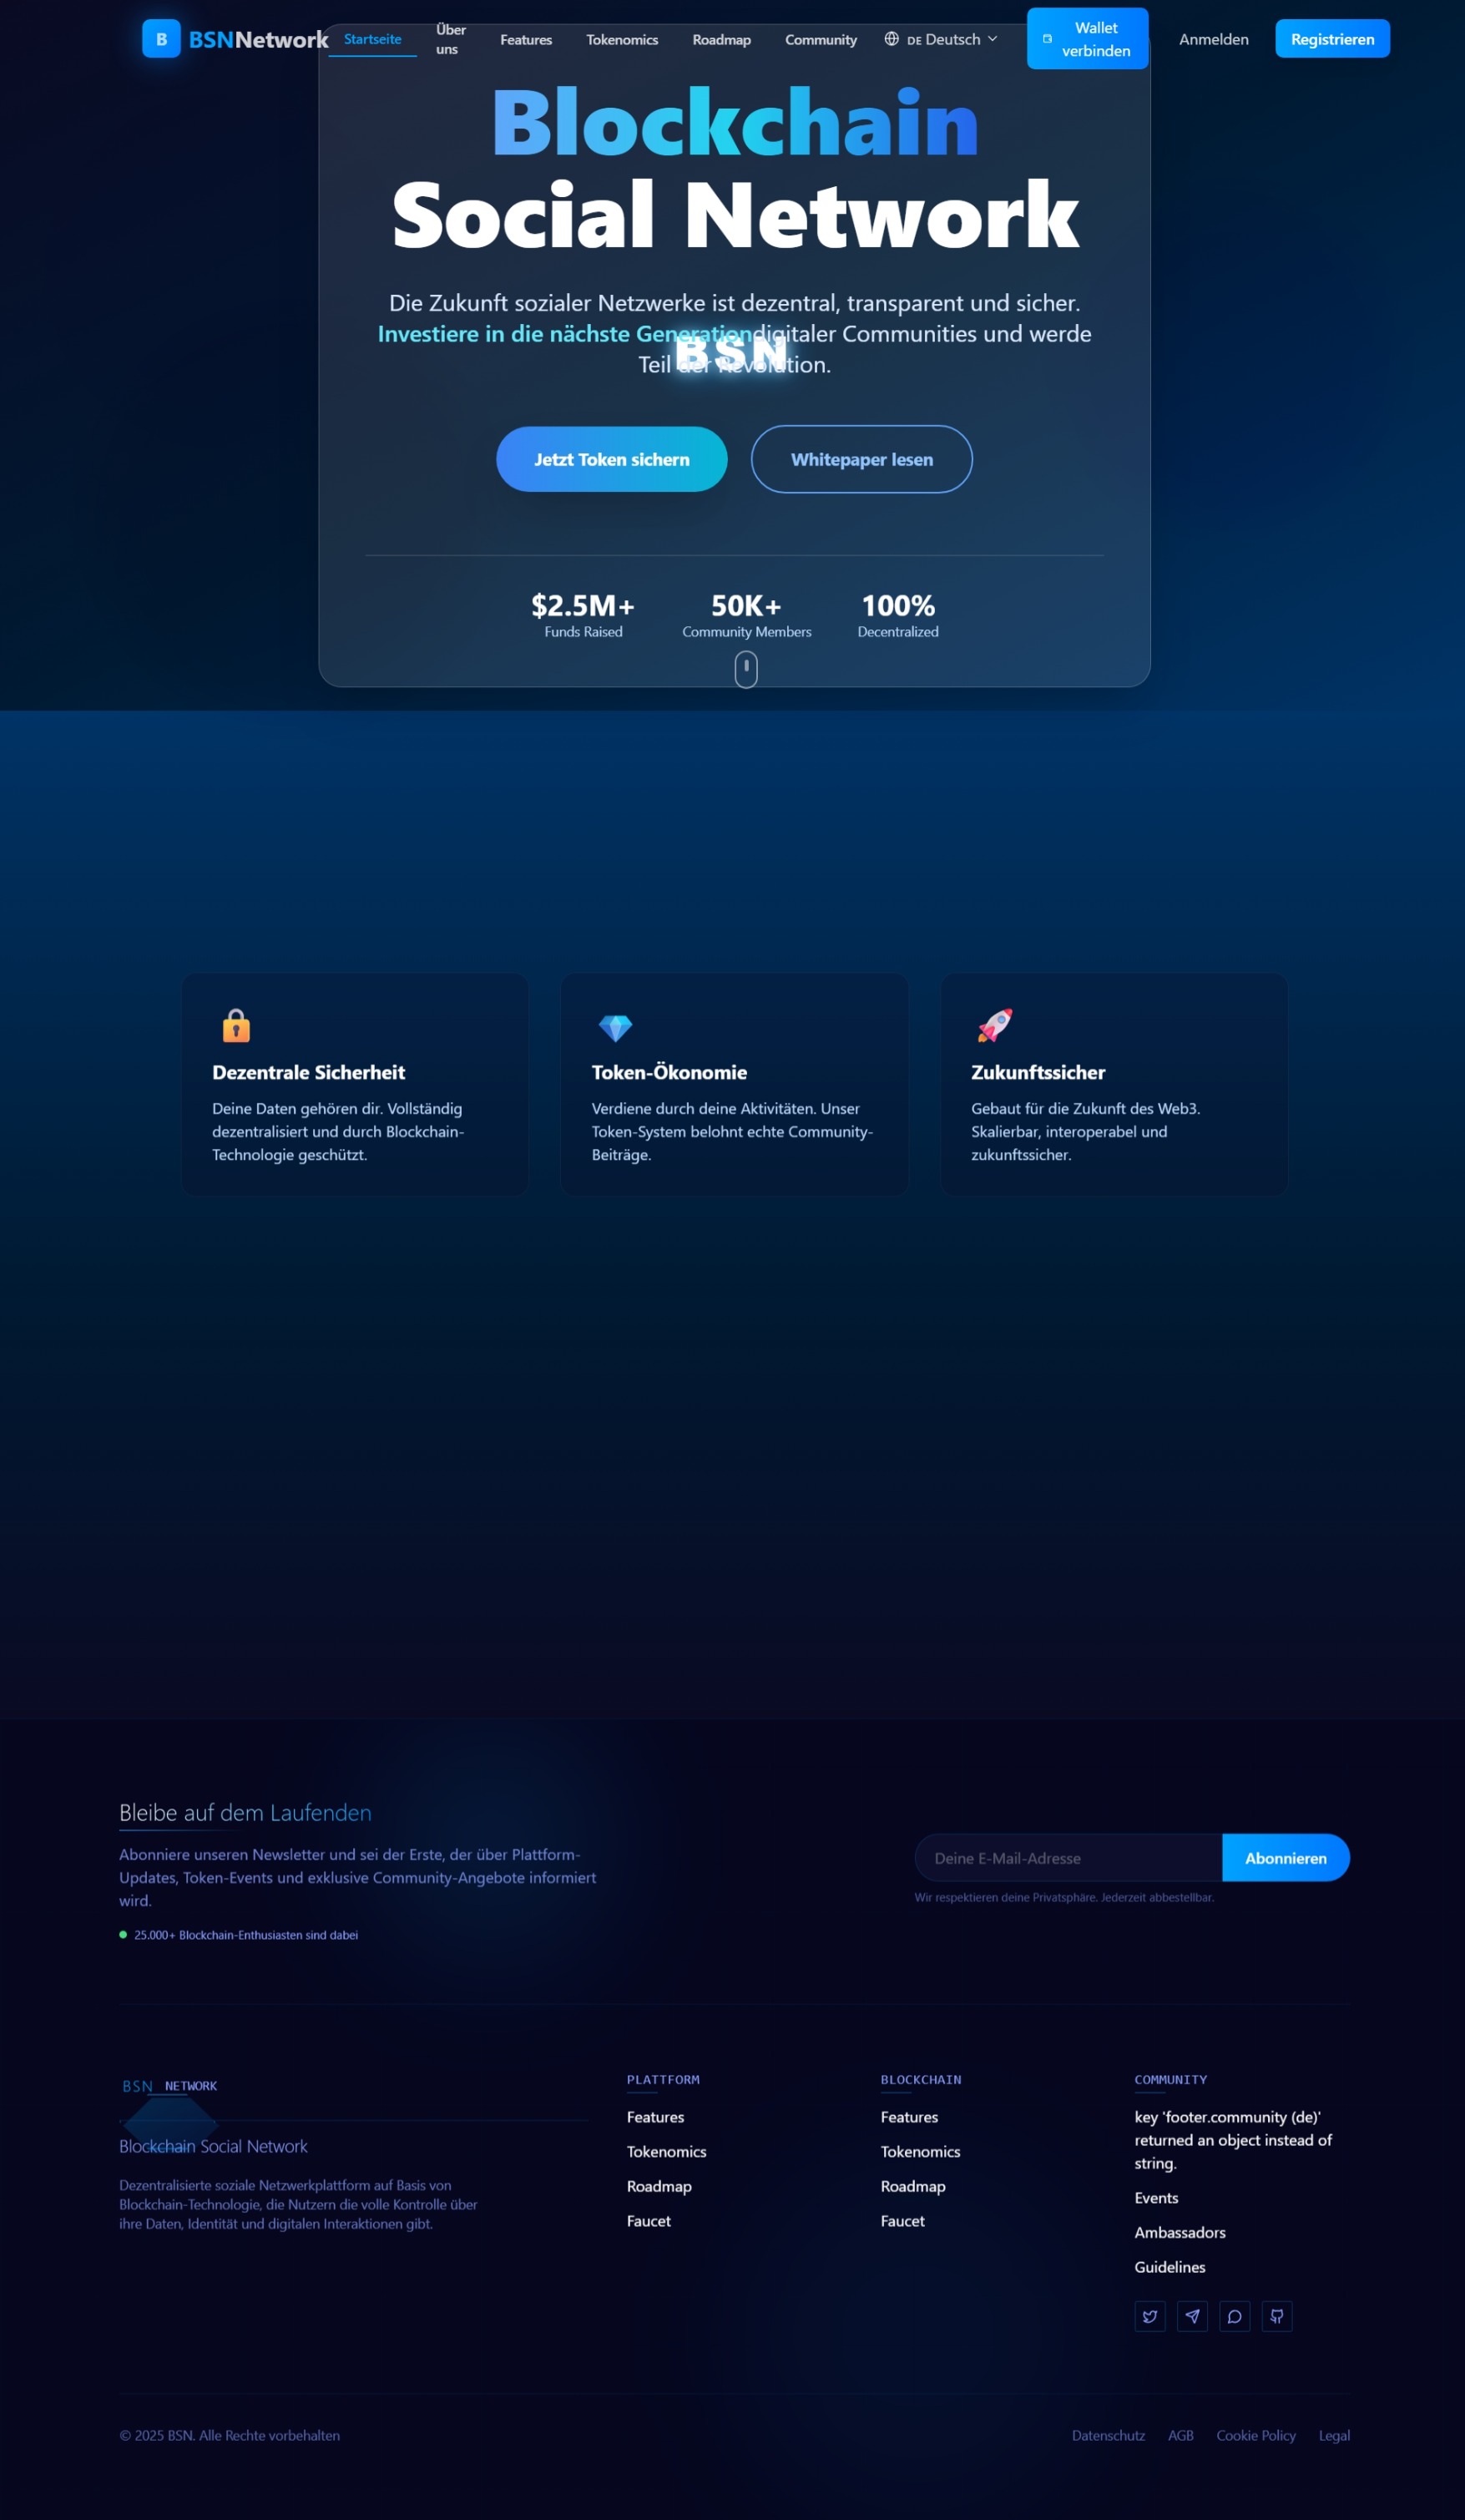 B BSNNetwork Startseite Über uns Features Tokenomics Roadmap Community DE Deutsch Wallet verbinden Anmelden Registrieren
Blockchain
Social Network
Die Zukunft sozialer Netzwerke ist dezentral, transparent und sicher.
Investiere in die nächste Generationdigitaler Communities und werde
Teil der Revolution.
BSN
Jetzt Token sichern Whitepaper lesen
$2.5M+ 50K+ 100%
Funds Raised Community Members Decentralized
Dezentrale Sicherheit
Deine Daten gehören dir. Vollständig
dezentralisiert und durch Blockchain-
Technologie geschützt.
Token-Ökonomie
Verdiene durch deine Aktivitäten. Unser
Token-System belohnt echte Community-
Beiträge.
Zukunftssicher
Gebaut für die Zukunft des Web3.
Skalierbar, interoperabel und
zukunftssicher.
Bleibe auf dem Laufenden
Abonniere unseren Newsletter und sei der Erste, der über Plattform-
Updates, Token-Events und exklusive Community-Angebote informiert
wird.
25.000+ Blockchain-Enthusiasten sind dabei
Deine E-Mail-Adresse Abonnieren
Wir respektieren deine Privatsphäre. Jederzeit abbestellbar.
BSN NETWORK
Blockchain Social Network
Dezentralisierte soziale Netzwerkplattform auf Basis von
Blockchain-Technologie, die Nutzern die volle Kontrolle über
ihre Daten, Identität und digitalen Interaktionen gibt.
PLATTFORM
Features
Tokenomics
Roadmap
Faucet
BLOCKCHAIN
Features
Tokenomics
Roadmap
Faucet
COMMUNITY
key 'footer.community (de)'
returned an object instead of
string.
Events
Ambassadors
Guidelines
© 2025 BSN. Alle Rechte vorbehalten
Datenschutz AGB Cookie Policy Legal